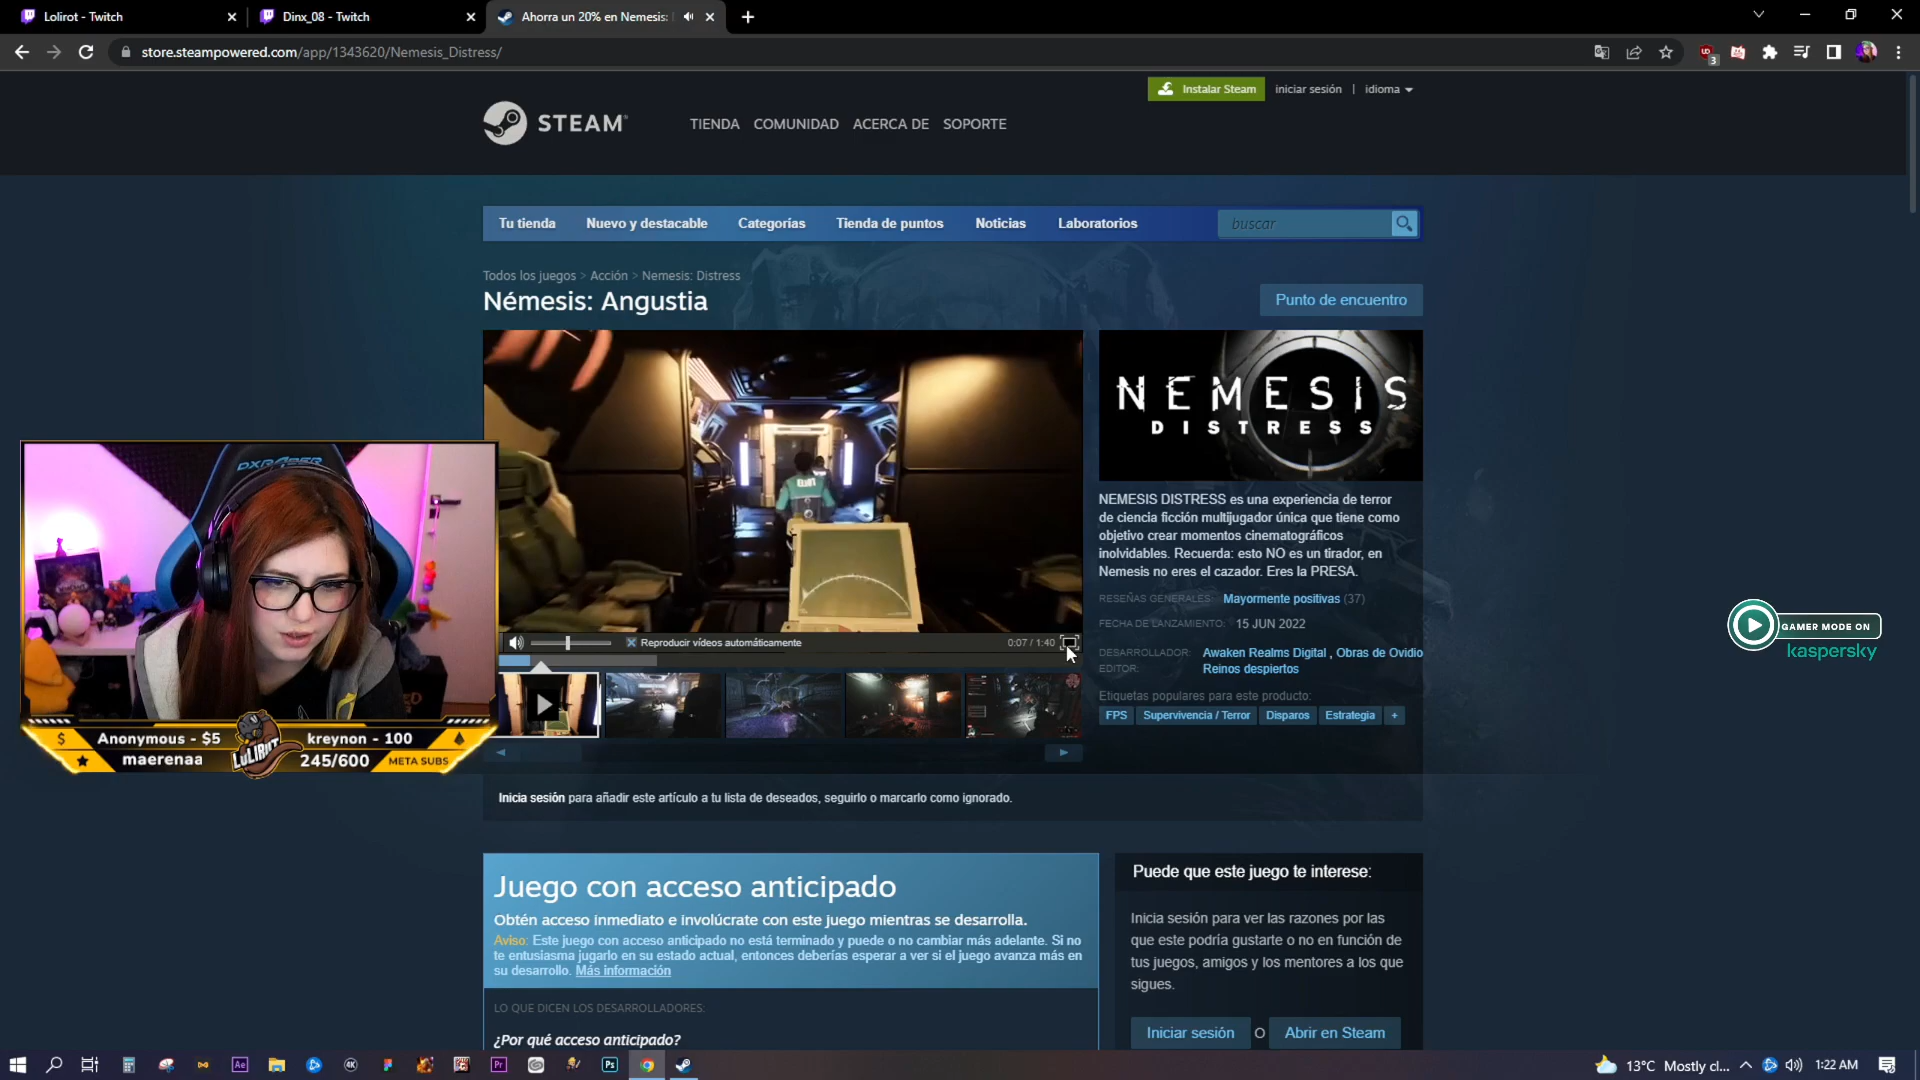 Lolirot - Twitch
Dinx_08 - Twitch
Ahorra un 20% en Nemesis:
store.steampowered.com/app/1343620/Nemesis_Distress/
3
Instalar Steam
iniciar sesión | idioma
STEAM
TIENDA COMUNIDAD ACERCA DE SOPORTE
Tu tienda Nuevo y destacable Categorías Tienda de puntos Noticias Laboratorios
buscar
Todos los juegos > Acción > Nemesis: Distress
Némesis: Angustia
Punto de encuentro
NEMESIS
DISTRESS
NEMESIS DISTRESS es una experiencia de terror
de ciencia ficción multijugador única que tiene como
objetivo crear momentos cinematográficos
inolvidables. Recuerda: esto NO es un tirador, en
Nemesis no eres el cazador. Eres la PRESA.
RESEÑAS GENERALES: Mayormente positivas (37)
FECHA DE LANZAMIENTO: 15 JUN 2022
DESARROLLADOR: Awaken Realms Digital , Obras de Ovidio
EDITOR: Reinos despiertos
Etiquetas populares para este producto:
FPS Supervivencia / Terror Disparos Estrategia +
Reproducir vídeos automáticamente
0:07 / 1:40
DXRACER
$ Anonymous - $5
kreynon - 100
maerenaa
LOLIROT
245/600 META SUBS
GAMER MODE ON
kaspersky
Inicia sesión para añadir este artículo a tu lista de deseados, seguirlo o marcarlo como ignorado.
Juego con acceso anticipado
Obtén acceso inmediato e involúcrate con este juego mientras se desarrolla.
Aviso: Este juego con acceso anticipado no está terminado y puede o no cambiar más adelante. Si no
te entusiasma jugarlo en su estado actual, entonces deberías esperar a ver si el juego avanza más en
su desarrollo. Más información
LO QUE DICEN LOS DESARROLLADORES:
¿Por qué acceso anticipado?
Puede que este juego te interese:
Inicia sesión para ver las razones por las
que este podría gustarte o no en función de
tus juegos, amigos y los mentores a los que
sigues.
Iniciar sesión O Abrir en Steam
Ae
4K
Pr
Ps
13°C Mostly cl...
1:22 AM